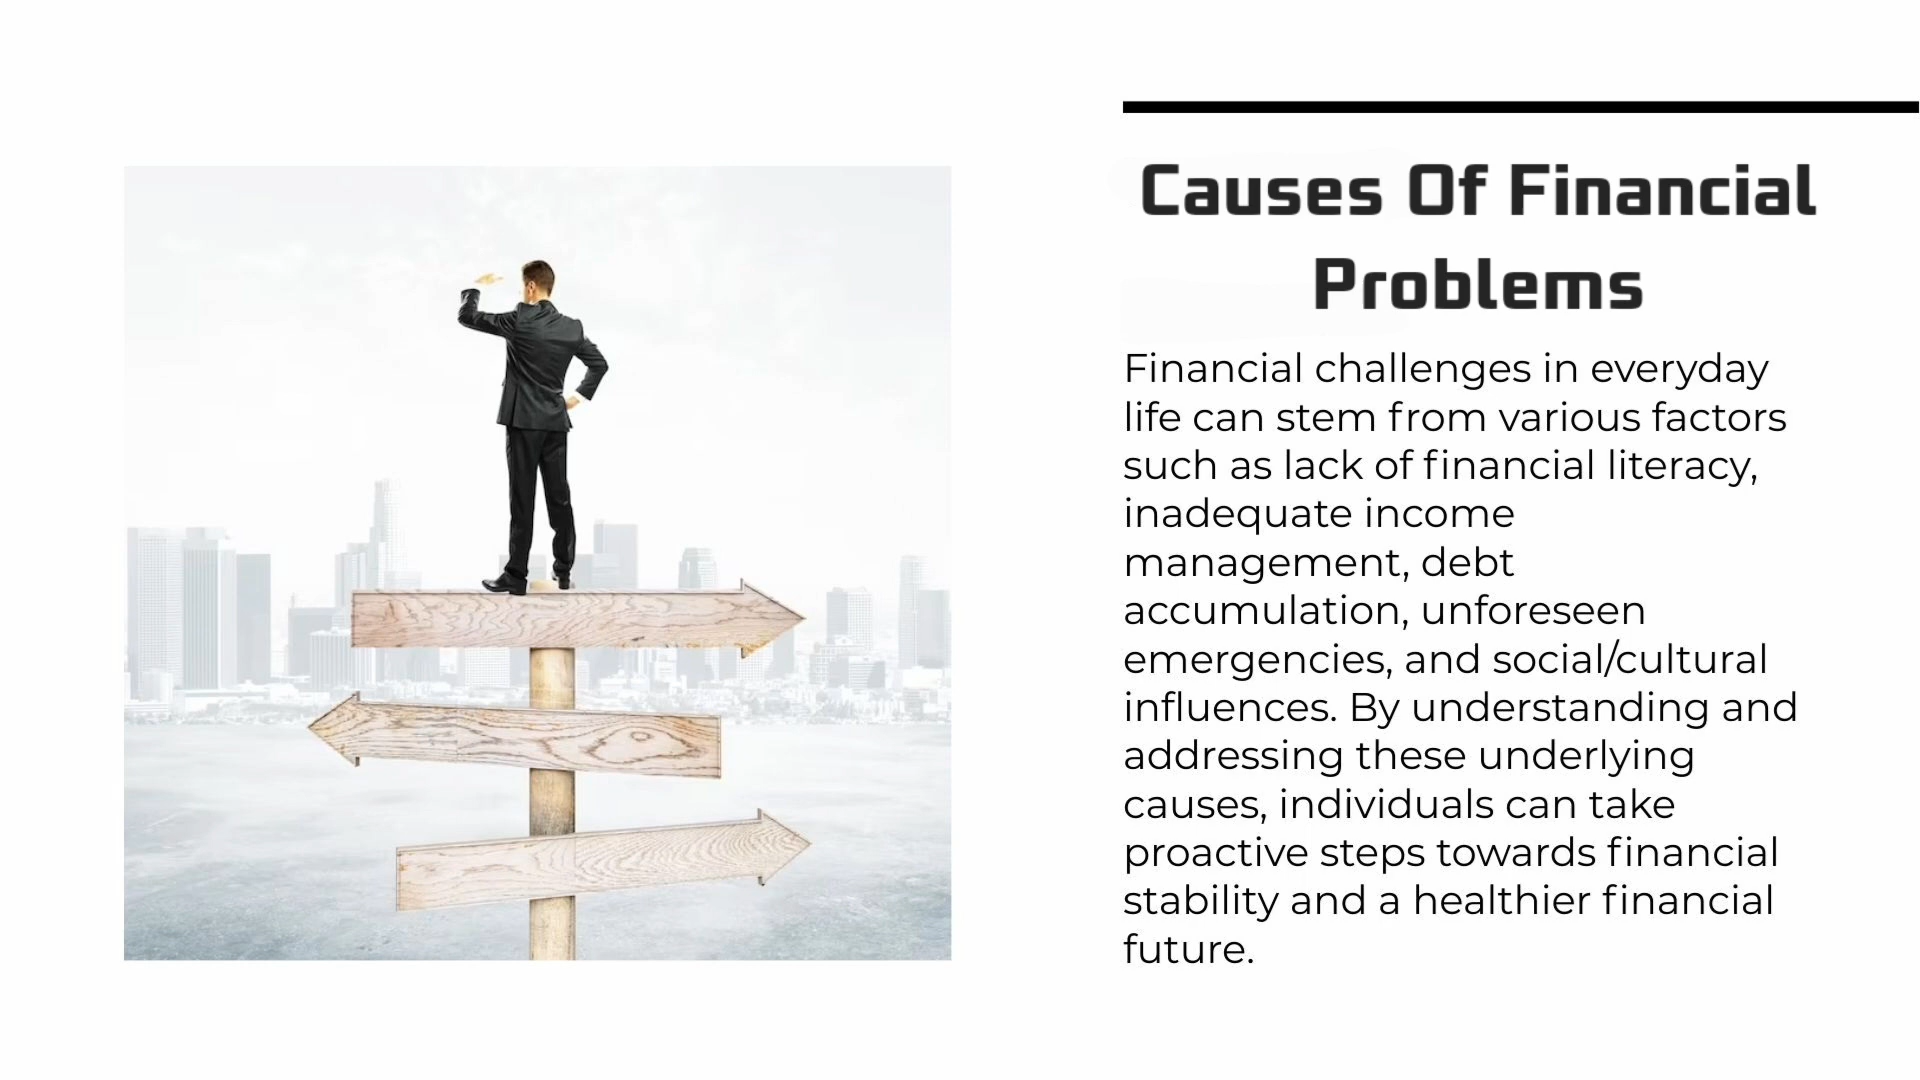 Causes Of Financial
Problems
Financial challenges in everyday
life can stem from various factors
such as lack of financial literacy,
inadequate income
management, debt
accumulation, unforeseen
emergencies, and social/cultural
influences. By understanding and
addressing these underlying
causes, individuals can take
proactive steps towards financial
stability and a healthier financial
future.